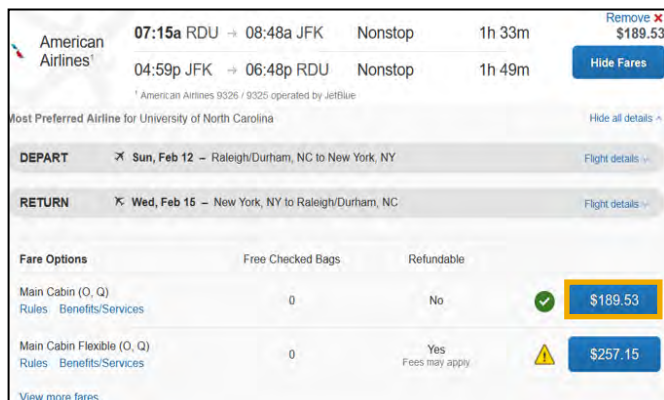 Remove ✕
American Airlines¹
07:15a RDU → 08:48a JFK Nonstop 1h 33m $189.53
04:59p JFK → 06:48p RDU Nonstop 1h 49m Hide Fares
¹ American Airlines 9326 / 9325 operated by JetBlue
Most Preferred Airline for University of North Carolina Hide all details
DEPART Sun, Feb 12 – Raleigh/Durham, NC to New York, NY Flight details
RETURN Wed, Feb 15 – New York, NY to Raleigh/Durham, NC Flight details
Fare Options Free Checked Bags Refundable
Main Cabin (O, Q) 0 No $189.53
Rules Benefits/Services
Main Cabin Flexible (O, Q) 0 Yes $257.15
Rules Benefits/Services Fees may apply
View more fares